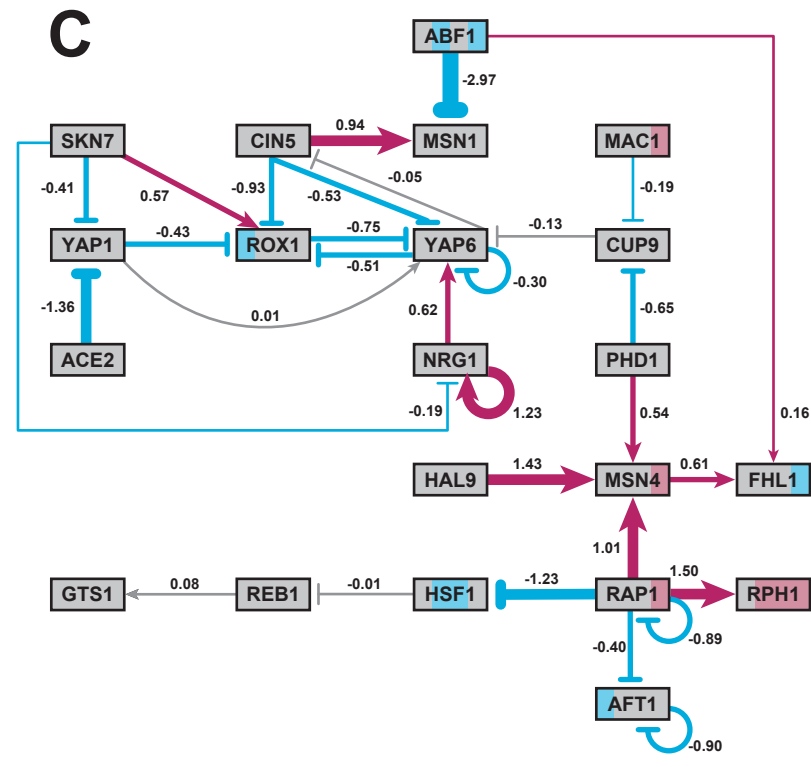 C
ABF1
-2.97
SKN7 CIN5 0.94 MSN1 MAC1
-0.41 0.57 -0.93 -0.53 -0.05 -0.19
YAP1 -0.43 ROX1 -0.75 YAP6 -0.13 CUP9
-0.51
-0.30
-1.36 0.01 0.62 -0.65
ACE2 NRG1 PHD1
-0.19 1.23 0.54 0.16
HAL9 1.43 MSN4 0.61 FHL1
1.01
GTS1 0.08 REB1 -0.01 HSF1 -1.23 RAP1 1.50 RPH1
-0.40 -0.89
AFT1
-0.90